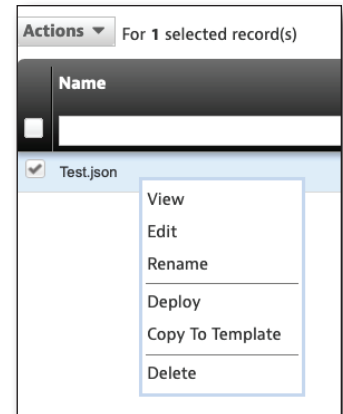 Actions For 1 selected record(s)
Name
Test.json
View
Edit
Rename
Deploy
Copy To Template
Delete